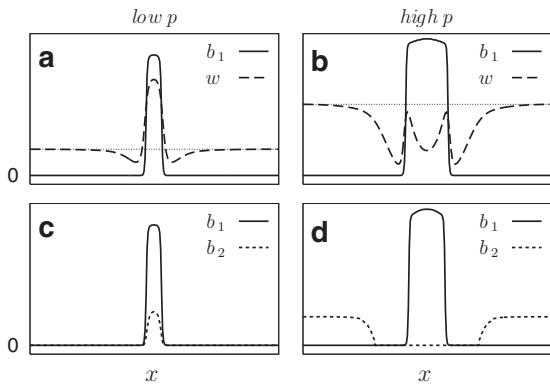 low p high p
a b₁ b b₁
w w
0
c b₁ d b₁
b₂ b₂
0
x x